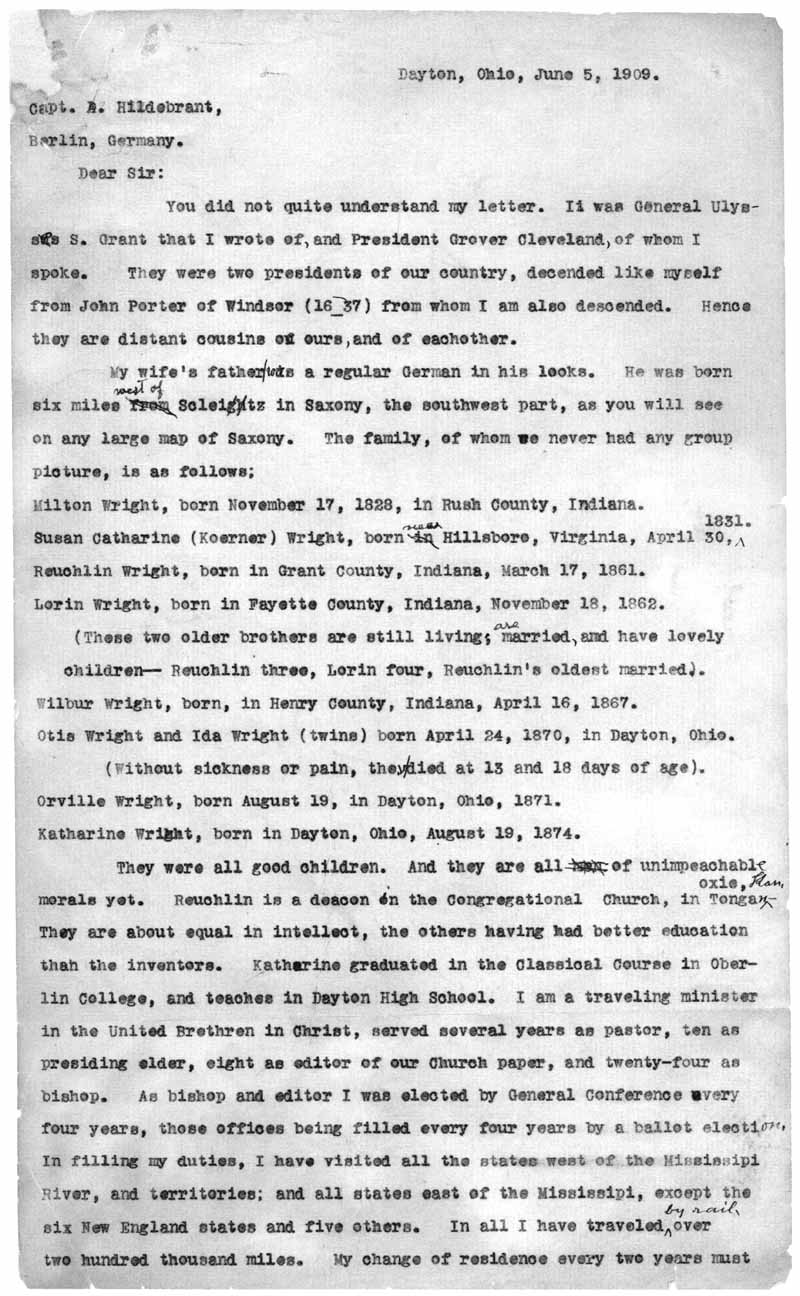 Dayton, Ohio, June 5, 1909.
Capt. A. Hildebrant,
Berlin, Germany.
Dear Sir:
You did not quite understand my letter. Ii was General Ulys-
ses S. Grant that I wrote of, and President Grover Cleveland, of whom I
spoke. They were two presidents of our country, decended like myself
from John Porter of Windsor (1637) from whom I am also descended. Hence
they are distant cousins of ours, and of eachother.
My wife's father was a regular German in his looks. He was born
west of
six miles from Scleightz in Saxony, the southwest part, as you will see
on any large map of Saxony. The family, of whom we never had any group
picture, is as follows;
Milton Wright, born November 17, 1828, in Rush County, Indiana.
near 1831.
Susan Catharine (Koerner) Wright, born in Hillsboro, Virginia, April 30,
Reuchlin Wright, born in Grant County, Indiana, March 17, 1861.
Lorin Wright, born in Fayette County, Indiana, November 18, 1862.
are
(These two older brothers are still living; married, and have lovely
children— Reuchlin three, Lorin four, Reuchlin's oldest married).
Wilbur Wright, born, in Henry County, Indiana, April 16, 1867.
Otis Wright and Ida Wright (twins) born April 24, 1870, in Dayton, Ohio.
(Without sickness or pain, they died at 13 and 18 days of age).
Orville Wright, born August 19, in Dayton, Ohio, 1871.
Katharine Wright, born in Dayton, Ohio, August 19, 1874.
They were all good children. And they are all of unimpeachable
oxie, Kan.
morals yet. Reuchlin is a deacon in the Congregational Church, in Tongan
They are about equal in intellect, the others having had better education
thah the inventors. Katharine graduated in the Classical Course in Ober-
lin College, and teaches in Dayton High School. I am a traveling minister
in the United Brethren in Christ, served several years as pastor, ten as
presiding elder, eight as editor of our Church paper, and twenty-four as
bishop. As bishop and editor I was elected by General Conference every
four years, those offices being filled every four years by a ballot election.
In filling my duties, I have visited all the states west of the Mississipi
River, and territories; and all states east of the Mississipi, except the
by rail,
six New England states and five others. In all I have traveled over
two hundred thousand miles. My change of residence every two years must